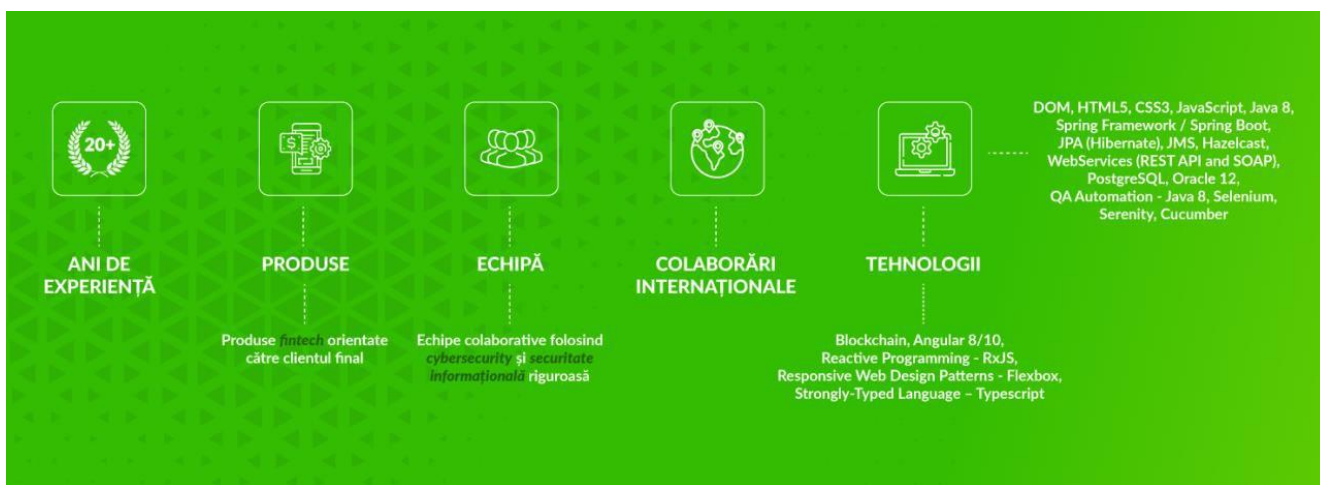 20+
ANI DE
EXPERIENȚĂ
$
PRODUSE
Produse fintech orientate
către clientul final
ECHIPĂ
Echipe colaborative folosind
cybersecurity și securitate
informațională riguroasă
COLABORĂRI
INTERNAȚIONALE
TEHNOLOGII
DOM, HTML5, CSS3, JavaScript, Java 8,
Spring Framework / Spring Boot,
JPA (Hibernate), JMS, Hazelcast,
WebServices (REST API and SOAP),
PostgreSQL, Oracle 12,
QA Automation - Java 8, Selenium,
Serenity, Cucumber
Blockchain, Angular 8/10,
Reactive Programming - RxJS,
Responsive Web Design Patterns - Flexbox,
Strongly-Typed Language – Typescript